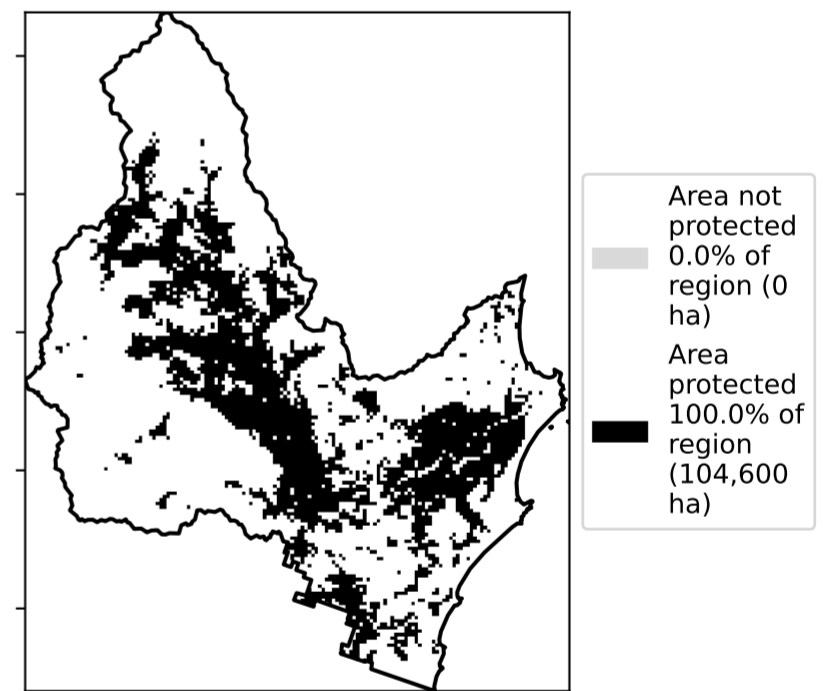 Area not
protected
0.0% of
region (0
ha)
Area
protected
100.0% of
region
(104,600
ha)